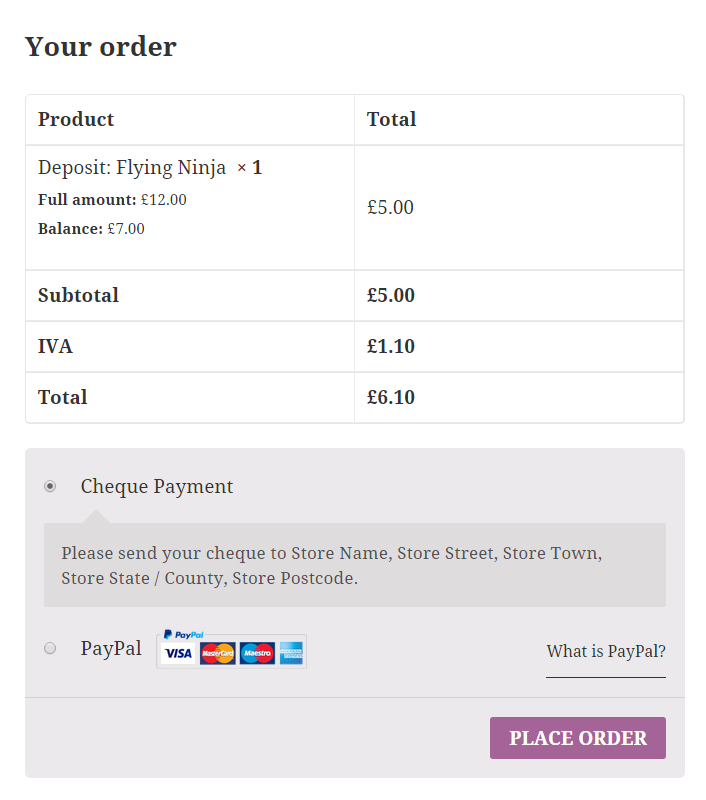 Your order
Product Total
Deposit: Flying Ninja × 1
Full amount: £12.00
Balance: £7.00
£5.00
Subtotal £5.00
IVA £1.10
Total £6.10
Cheque Payment
Please send your cheque to Store Name, Store Street, Store Town,
Store State / County, Store Postcode.
PayPal PayPal VISA MasterCard Maestro AMERICAN EXPRESS What is PayPal?
PLACE ORDER